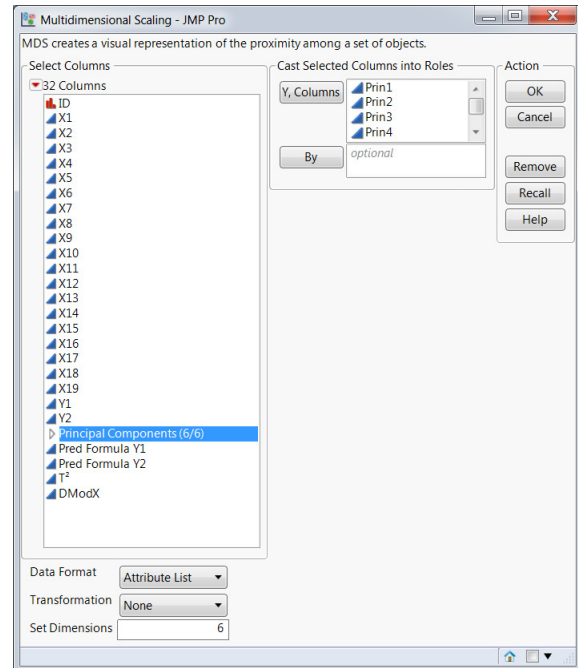 Multidimensional Scaling - JMP Pro
MDS creates a visual representation of the proximity among a set of objects.
Select Columns
32 Columns
ID
X1
X2
X3
X4
X5
X6
X7
X8
X9
X10
X11
X12
X13
X14
X15
X16
X17
X18
X19
Y1
Y2
Principal Components (6/6)
Pred Formula Y1
Pred Formula Y2
T²
DModX
Cast Selected Columns into Roles
Y, Columns
Prin1
Prin2
Prin3
Prin4
By
optional
Action
OK
Cancel
Remove
Recall
Help
Data Format Attribute List
Transformation None
Set Dimensions 6